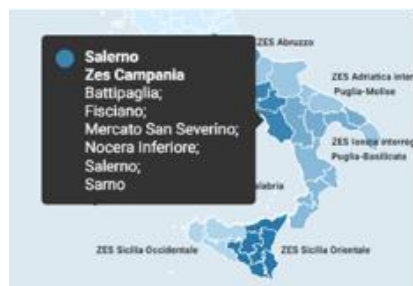 ZES Abruzzo
Salerno
Zes Campania
Battipaglia;
Fisciano;
Mercato San Severino;
Nocera Inferiore;
Salerno;
Sarno
ZES Adriatica inter
Puglia-Molise
ZES Ionica interreg
Puglia-Basilicata
alabria
ZES Sicilia Occidentale
ZES Sicilia Orientale